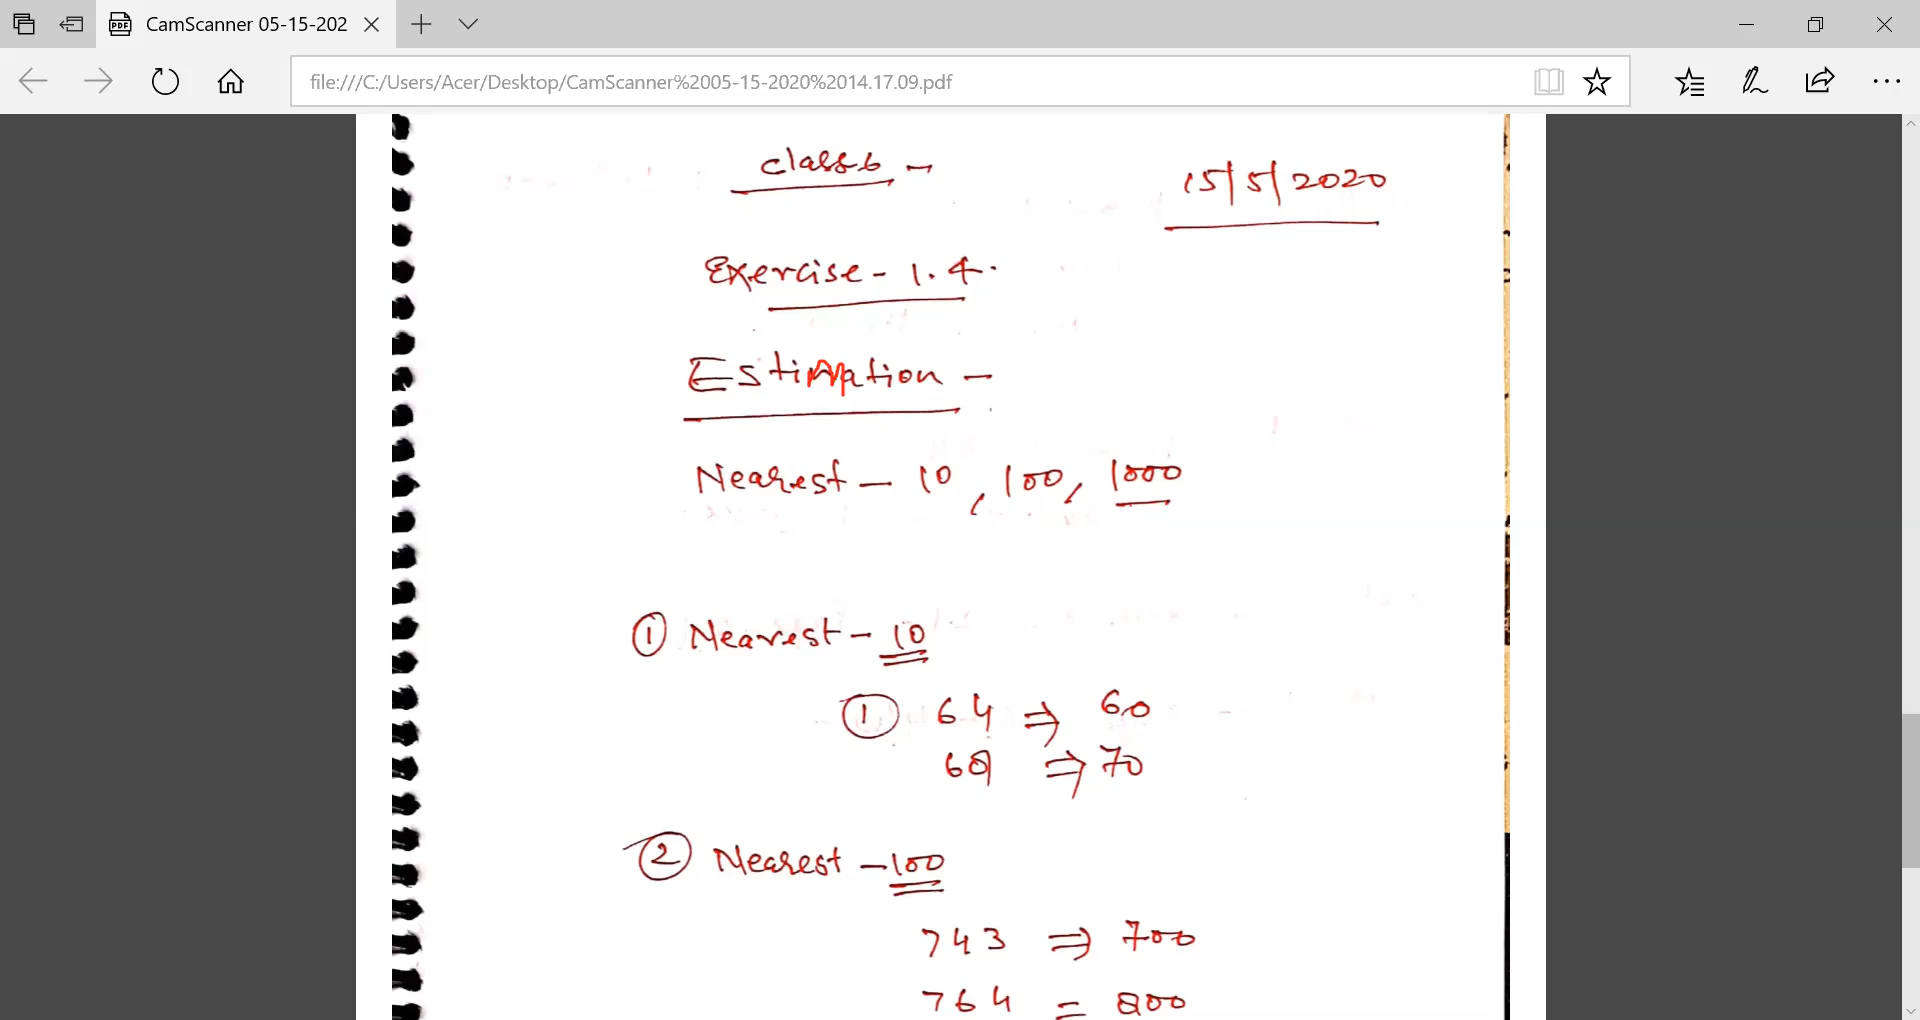 CamScanner 05-15-202
file:///C:/Users/Acer/Desktop/CamScanner%2005-15-2020%2014.17.09.pdf
class 6 -
15/5/2020
Exercise - 1.4.
Estimation -
Nearest - 10, 100, 1000
① Nearest - 10
① 64 ⇒ 60
68 ⇒ 70
② Nearest - 100
743 ⇒ 700
764 = 800